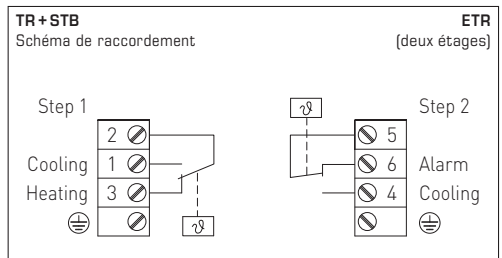 TR+STB ETR
Schéma de raccordement (deux étages)
Step 1 ϑ Step 2
2 5
Cooling 1 6 Alarm
Heating 3 4 Cooling
ϑ